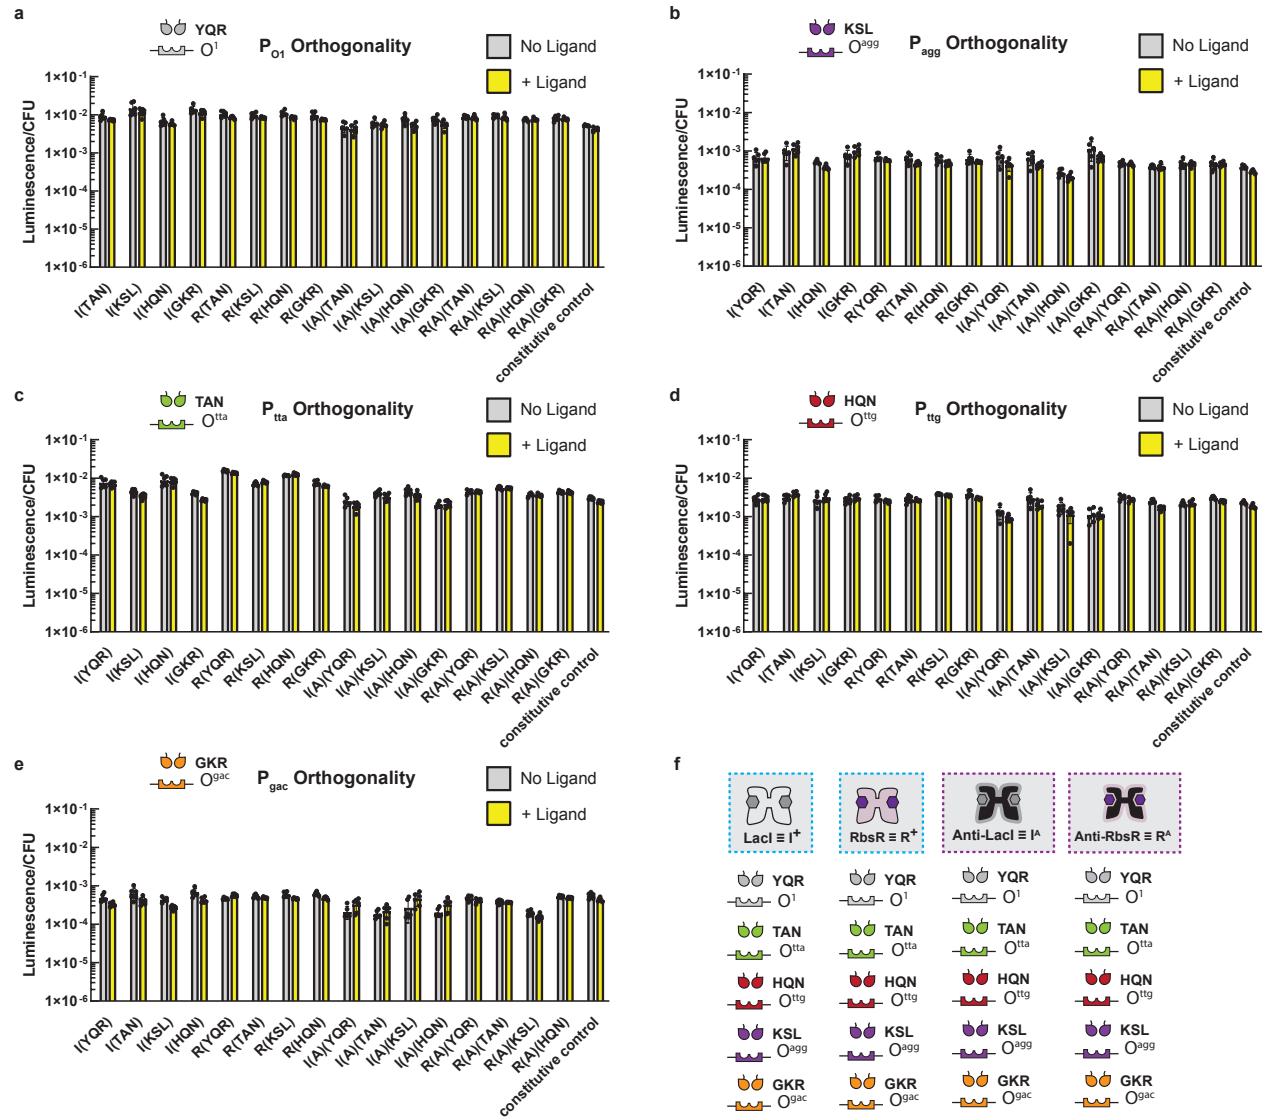 a
YQR
O1
PO1 Orthogonality
No Ligand
+ Ligand
Luminescence/CFU
1×10-1
1×10-2
1×10-3
1×10-4
1×10-5
1×10-6
I(TAN)
I(KSL)
I(HQN)
I(GKR)
R(TAN)
R(KSL)
R(HQN)
R(GKR)
I(A)(TAN)
I(A)(KSL)
I(A)(HQN)
I(A)(GKR)
R(A)(TAN)
R(A)(KSL)
R(A)(HQN)
R(A)(GKR)
constitutive control
b
KSL
Oagg
Pagg Orthogonality
No Ligand
+ Ligand
Luminescence/CFU
1×10-1
1×10-2
1×10-3
1×10-4
1×10-5
1×10-6
I(YQR)
I(TAN)
I(HQN)
I(GKR)
R(YQR)
R(TAN)
R(HQN)
R(GKR)
I(A)(YQR)
I(A)(TAN)
I(A)(HQN)
I(A)(GKR)
R(A)(YQR)
R(A)(TAN)
R(A)(HQN)
R(A)(GKR)
constitutive control
c
TAN
Otta
Ptta Orthogonality
No Ligand
+ Ligand
Luminescence/CFU
1×10-1
1×10-2
1×10-3
1×10-4
1×10-5
1×10-6
I(YQR)
I(KSL)
I(HQN)
I(GKR)
R(YQR)
R(KSL)
R(HQN)
R(GKR)
I(A)(YQR)
I(A)(KSL)
I(A)(HQN)
I(A)(GKR)
R(A)(YQR)
R(A)(KSL)
R(A)(HQN)
R(A)(GKR)
constitutive control
d
HQN
Ottg
Pttg Orthogonality
No Ligand
+ Ligand
Luminescence/CFU
1×10-1
1×10-2
1×10-3
1×10-4
1×10-5
1×10-6
I(YQR)
I(TAN)
I(KSL)
I(GKR)
R(YQR)
R(TAN)
R(KSL)
R(GKR)
I(A)(YQR)
I(A)(TAN)
I(A)(KSL)
I(A)(GKR)
R(A)(YQR)
R(A)(TAN)
R(A)(KSL)
R(A)(GKR)
constitutive control
e
GKR
Ogac
Pgac Orthogonality
No Ligand
+ Ligand
Luminescence/CFU
1×10-1
1×10-2
1×10-3
1×10-4
1×10-5
1×10-6
I(YQR)
I(TAN)
I(KSL)
I(HQN)
R(YQR)
R(TAN)
R(KSL)
R(HQN)
I(A)(YQR)
I(A)(TAN)
I(A)(KSL)
I(A)(HQN)
R(A)(YQR)
R(A)(TAN)
R(A)(KSL)
R(A)(HQN)
constitutive control
f
LacI ≡ I+
RbsR ≡ R+
Anti-LacI ≡ IA
Anti-RbsR ≡ RA
YQR YQR YQR YQR
O1 O1 O1 O1
TAN TAN TAN TAN
Otta Otta Otta Otta
HQN HQN HQN HQN
Ottg Ottg Ottg Ottg
KSL KSL KSL KSL
Oagg Oagg Oagg Oagg
GKR GKR GKR GKR
Ogac Ogac Ogac Ogac